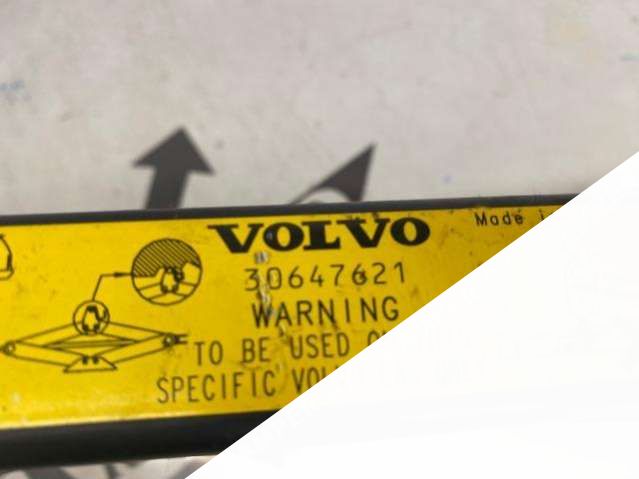 VOLVO
Made
30647621
WARNING
TO BE USED
SPECIFIC